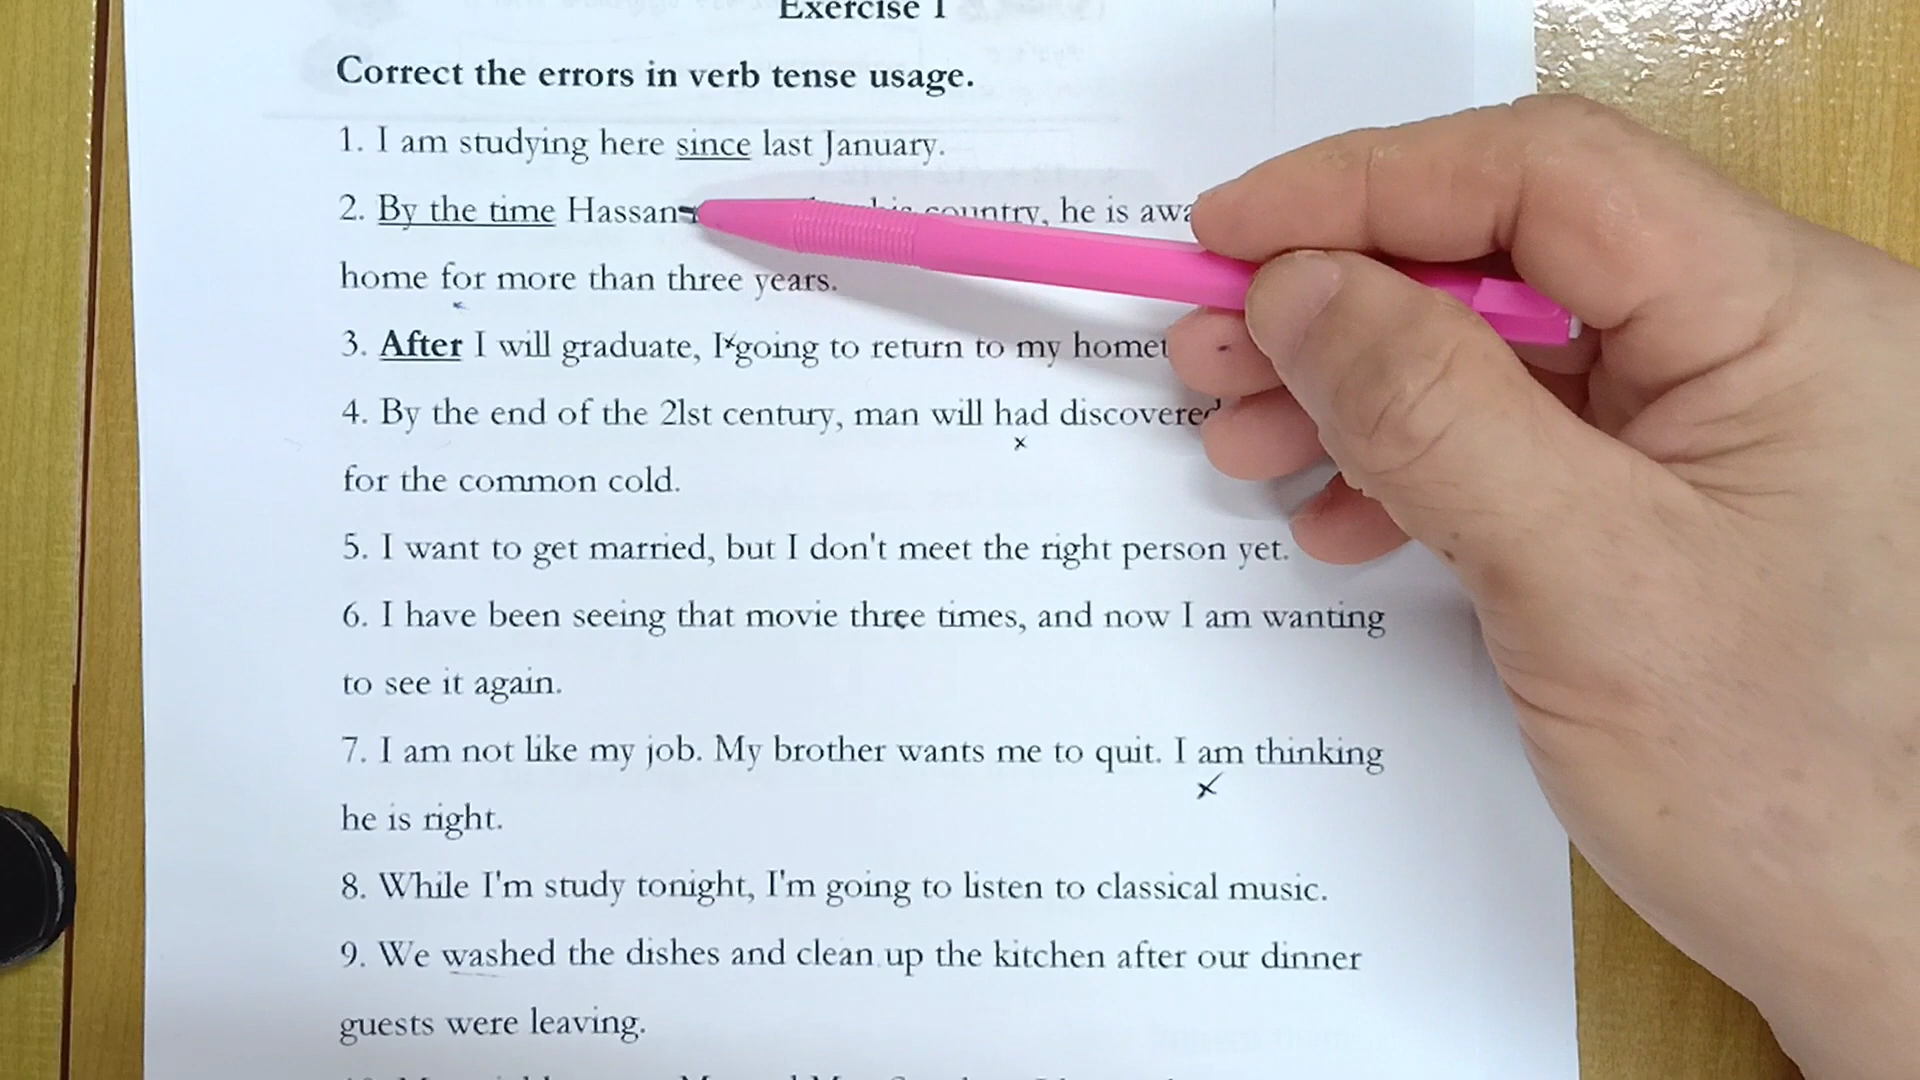 Exercise 1
Correct the errors in verb tense usage.
1. I am studying here since last January.
2. By the time Hassan country, he is
home for more than three years.
3. After I will graduate, I going to return to my
4. By the end of the 21st century, man will had discovered
for the common cold.
5. I want to get married, but I don't meet the right person yet.
6. I have been seeing that movie three times, and now I am wanting
to see it again.
7. I am not like my job. My brother wants me to quit. I am thinking
he is right.
8. While I'm study tonight, I'm going to listen to classical music.
9. We washed the dishes and clean up the kitchen after our dinner
guests were leaving.